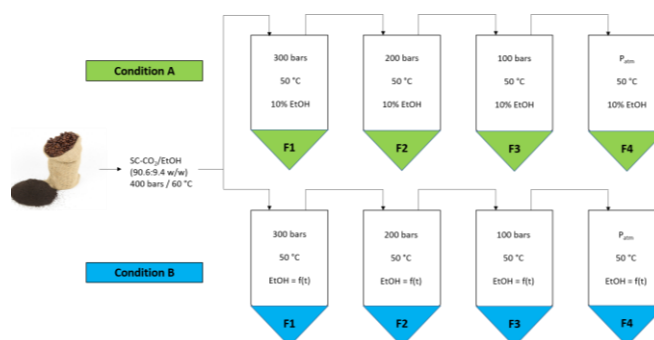 300 bars
50 °C
10% EtOH
F1
200 bars
50 °C
10% EtOH
F2
100 bars
50 °C
10% EtOH
F3
Patm
50 °C
10% EtOH
F4
Condition A
SC-CO2/EtOH
(90.6:9.4 w/w)
400 bars / 60 °C
Condition B
300 bars
50 °C
EtOH = f(t)
F1
200 bars
50 °C
EtOH = f(t)
F2
100 bars
50 °C
EtOH = f(t)
F3
Patm
50 °C
EtOH = f(t)
F4